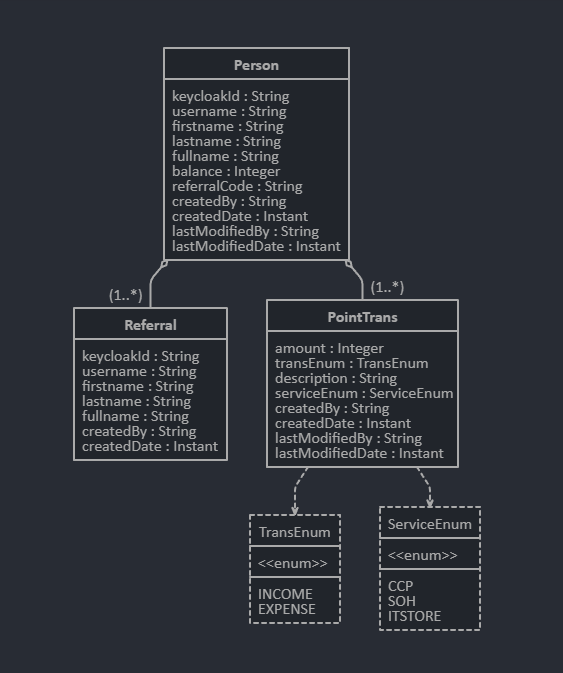 Person
keycloakId : String
username : String
firstname : String
lastname : String
fullname : String
balance : Integer
referralCode : String
createdBy : String
createdDate : Instant
lastModifiedBy : String
lastModifiedDate : Instant
(1..*)
(1..*)
Referral
keycloakId : String
username : String
firstname : String
lastname : String
fullname : String
createdBy : String
createdDate : Instant
PointTrans
amount : Integer
transEnum : TransEnum
description : String
serviceEnum : ServiceEnum
createdBy : String
createdDate : Instant
lastModifiedBy : String
lastModifiedDate : Instant
TransEnum
<<enum>>
INCOME
EXPENSE
ServiceEnum
<<enum>>
CCP
SOH
ITSTORE